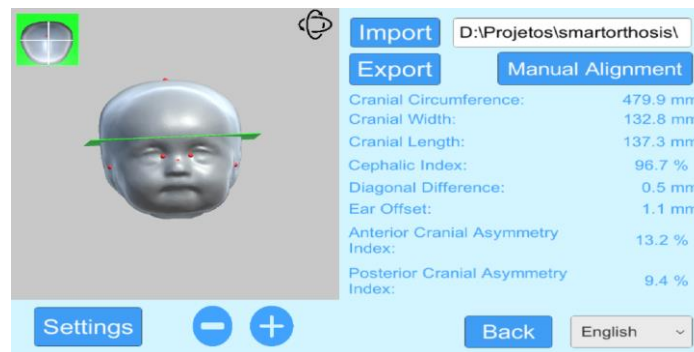 Import D:\Projetos\smartorthosis\
Export Manual Alignment
Cranial Circumference: 479.9 mm
Cranial Width: 132.8 mm
Cranial Length: 137.3 mm
Cephalic Index: 96.7 %
Diagonal Difference: 0.5 mm
Ear Offset: 1.1 mm
Anterior Cranial Asymmetry
Index: 13.2 %
Posterior Cranial Asymmetry
Index: 9.4 %
Settings Back English